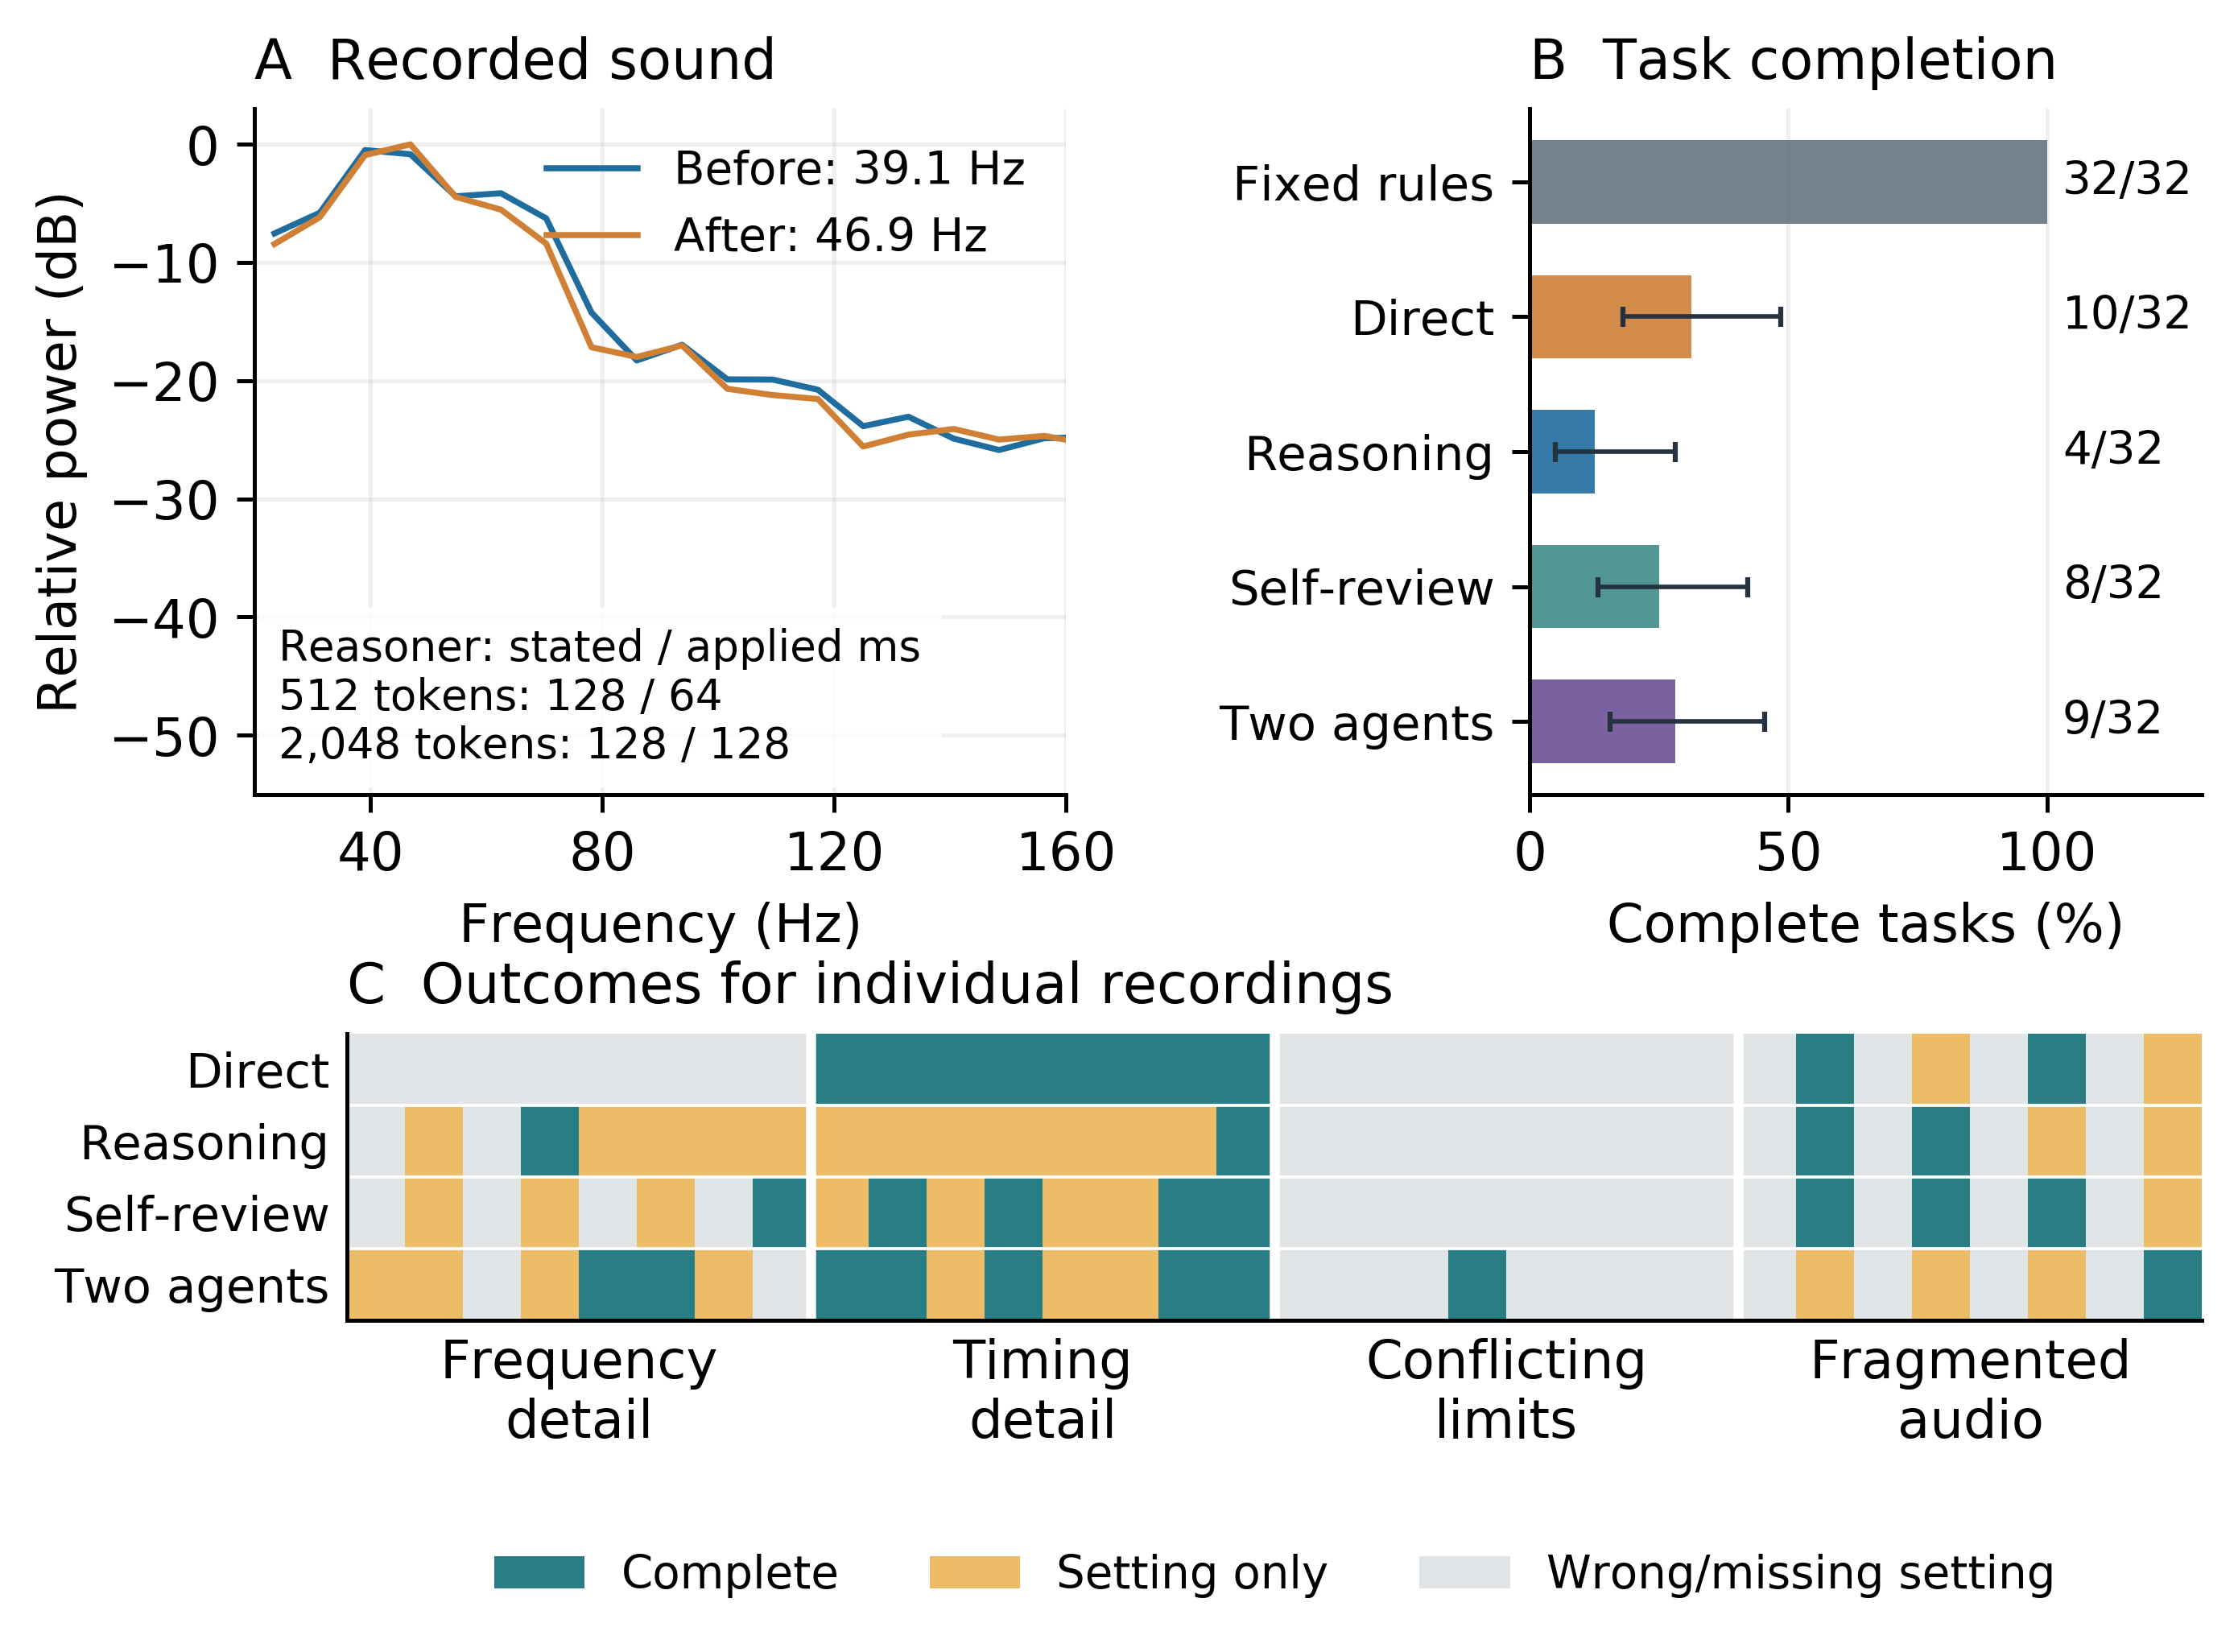 A Recorded sound
0
−10
−20
−30
−40
−50
Relative power (dB)
Before: 39.1 Hz
After: 46.9 Hz
Reasoner: stated / applied ms
512 tokens: 128 / 64
2,048 tokens: 128 / 128
40 80 120 160
Frequency (Hz)
B Task completion
Fixed rules 32/32
Direct 10/32
Reasoning 4/32
Self-review 8/32
Two agents 9/32
0 50 100
Complete tasks (%)
C Outcomes for individual recordings
Direct
Reasoning
Self-review
Two agents
Frequency
detail
Timing
detail
Conflicting
limits
Fragmented
audio
Complete Setting only Wrong/missing setting